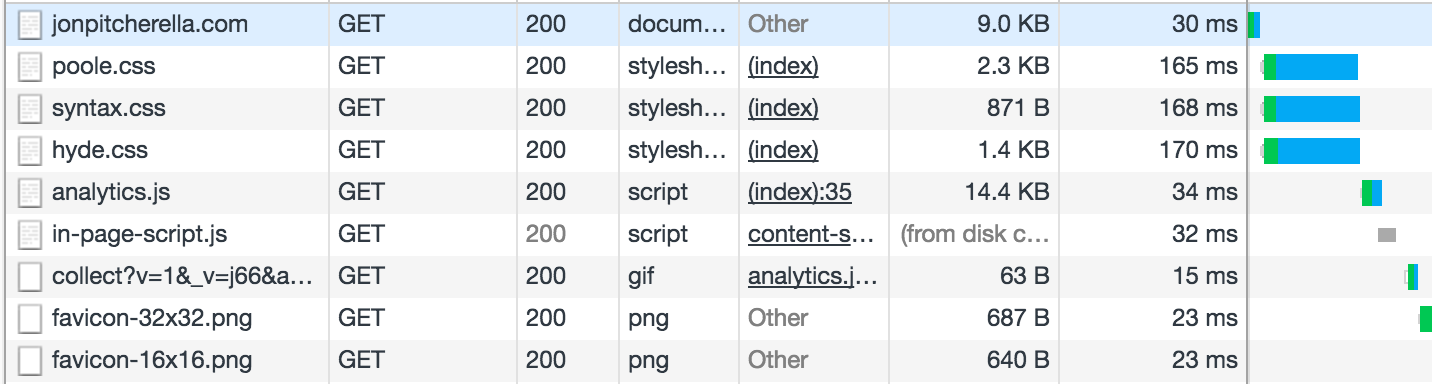 jonpitcherella.com GET 200 docum... Other 9.0 KB 30 ms
poole.css GET 200 stylesh... (index) 2.3 KB 165 ms
syntax.css GET 200 stylesh... (index) 871 B 168 ms
hyde.css GET 200 stylesh... (index) 1.4 KB 170 ms
analytics.js GET 200 script (index):35 14.4 KB 34 ms
in-page-script.js GET 200 script content-s... (from disk c... 32 ms
collect?v=1&_v=j66&a... GET 200 gif analytics.j... 63 B 15 ms
favicon-32x32.png GET 200 png Other 687 B 23 ms
favicon-16x16.png GET 200 png Other 640 B 23 ms